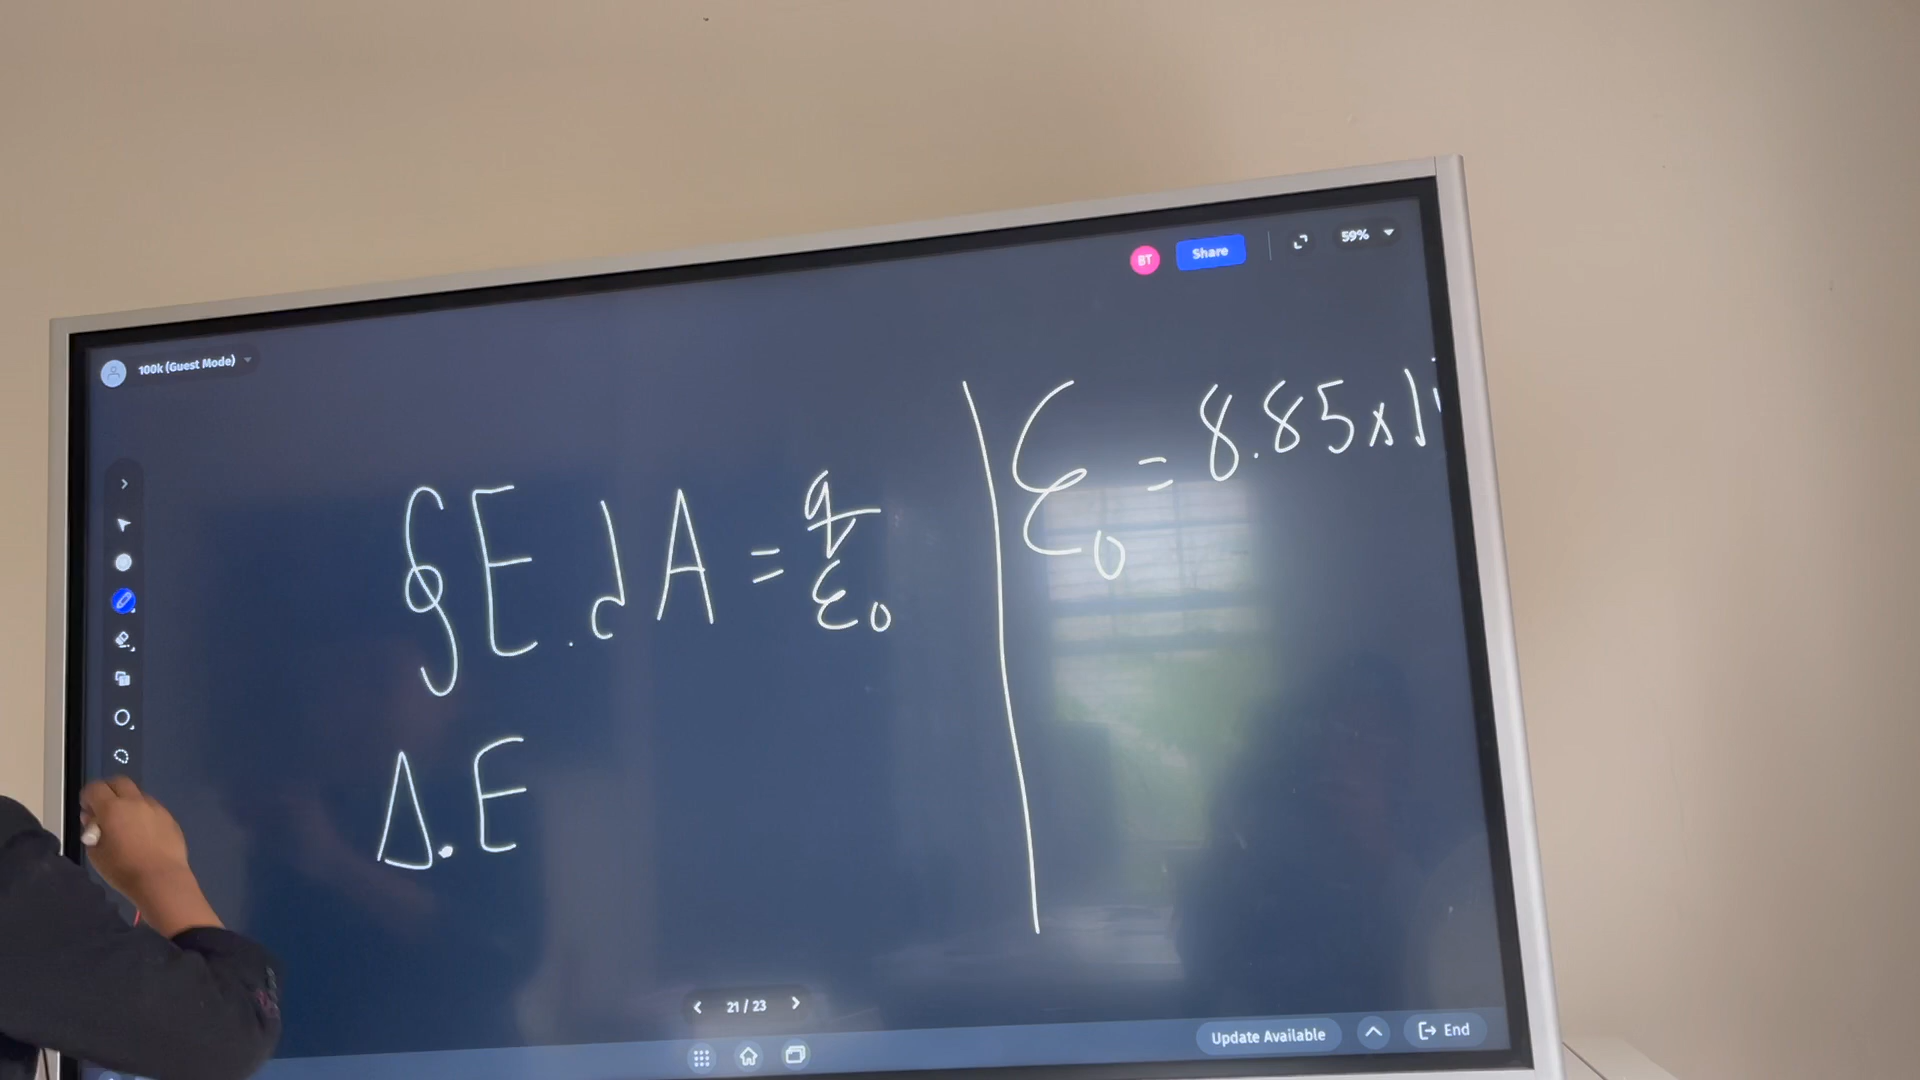 BT Share 59%
100k (Guest Mode)
∮E.dA = q/ε₀
ε₀ = 8.85x1
Δ.E
21 / 23
Update Available
End